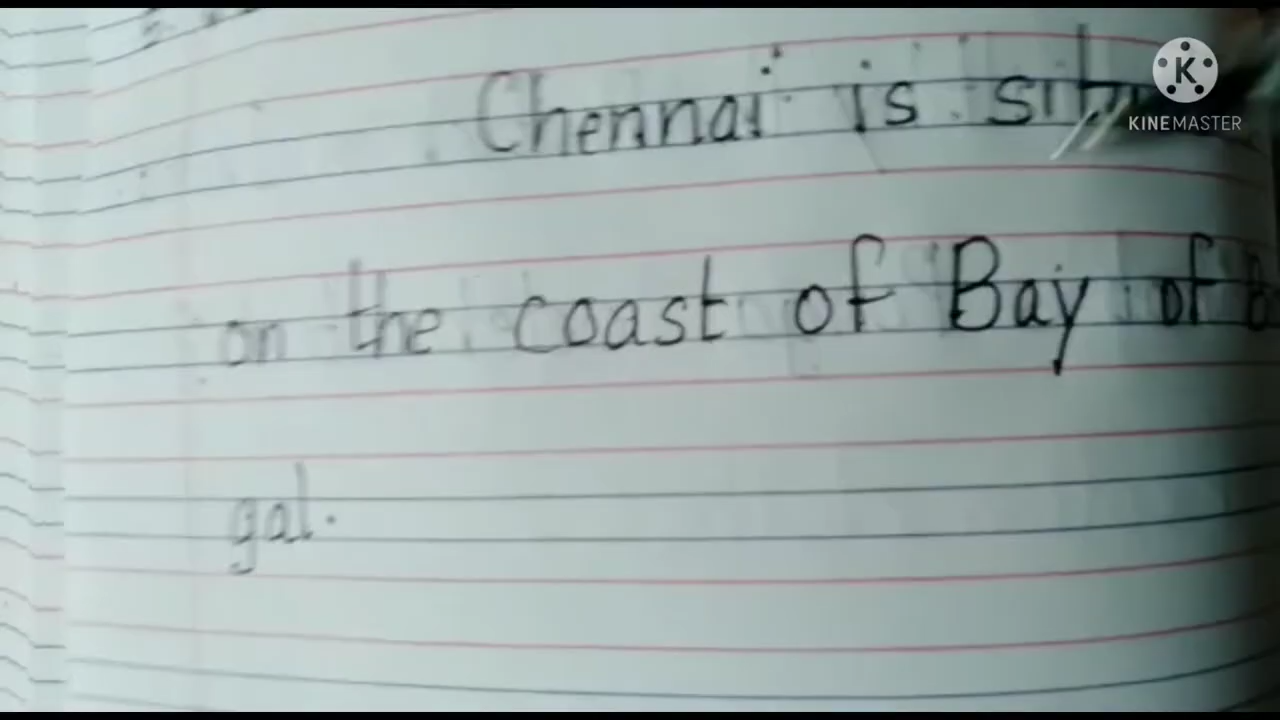 Chennai is
KINEMASTER
on the coast of Bay of
gal.